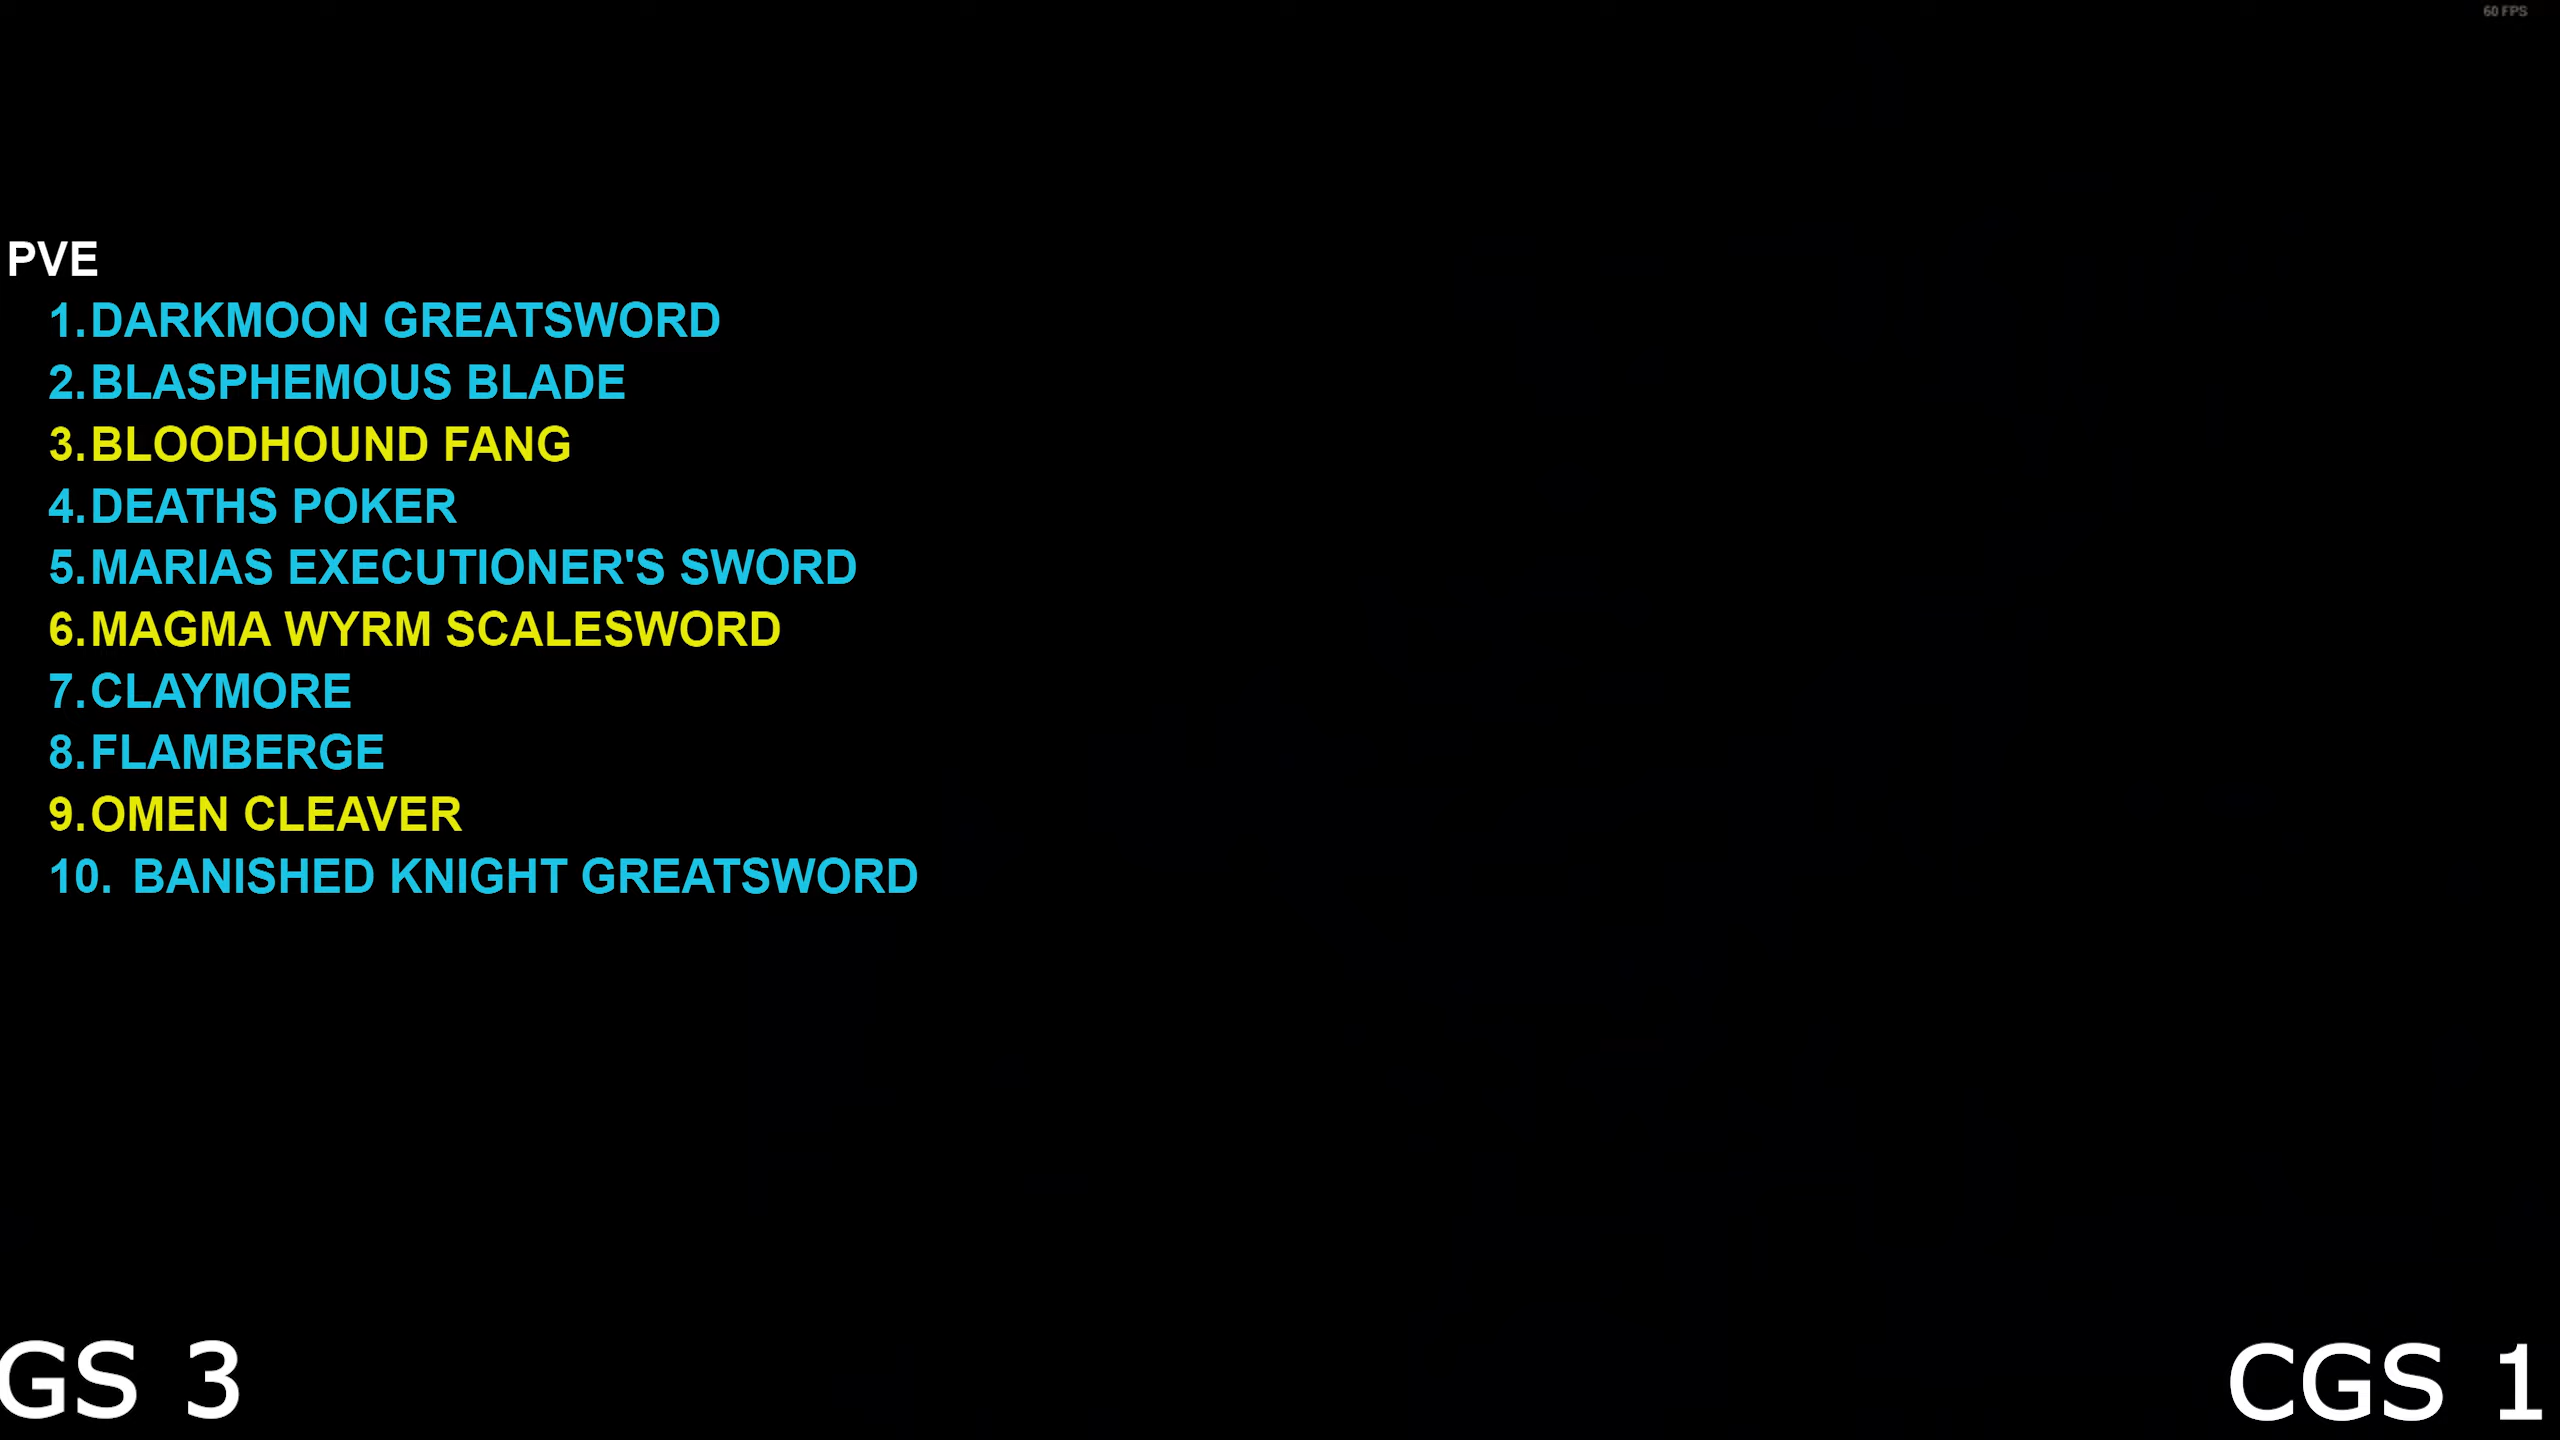 60 FPS
PVE
1.DARKMOON GREATSWORD
2.BLASPHEMOUS BLADE
3.BLOODHOUND FANG
4.DEATHS POKER
5.MARIAS EXECUTIONER'S SWORD
6.MAGMA WYRM SCALESWORD
7.CLAYMORE
8.FLAMBERGE
9.OMEN CLEAVER
10. BANISHED KNIGHT GREATSWORD
GS 3
CGS 1